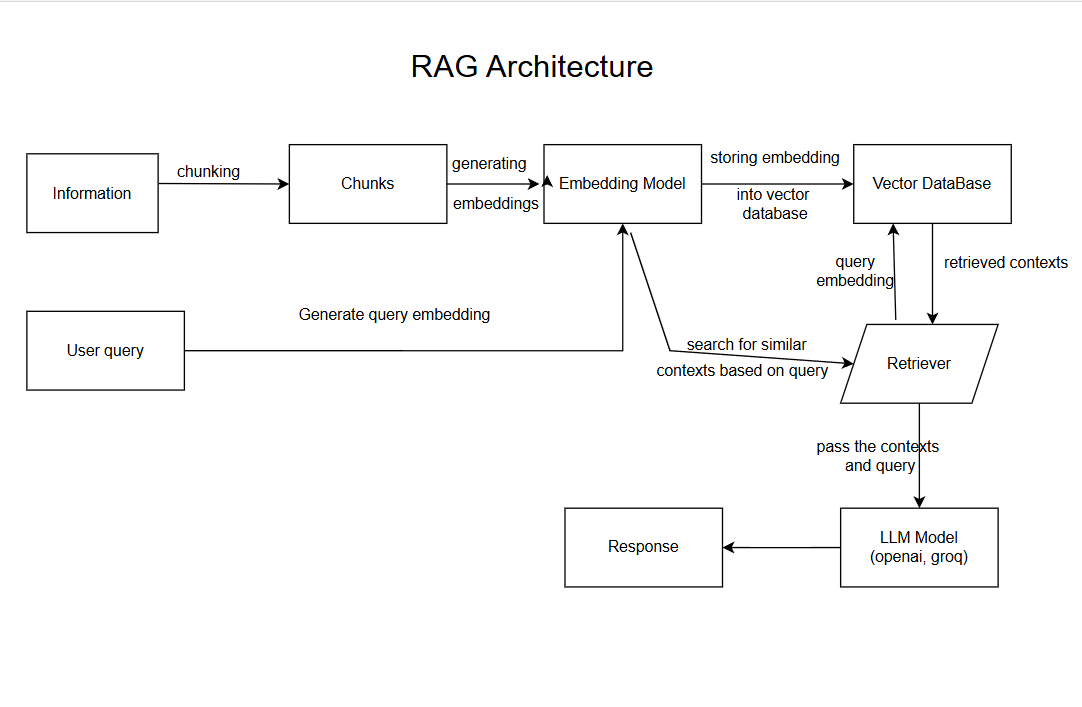 RAG Architecture
Information
chunking
Chunks
generating
embeddings
Embedding Model
storing embedding
into vector
database
Vector DataBase
query
embedding
retrieved contexts
User query
Generate query embedding
search for similar
contexts based on query
Retriever
pass the contexts
and query
Response
LLM Model
(openai, groq)